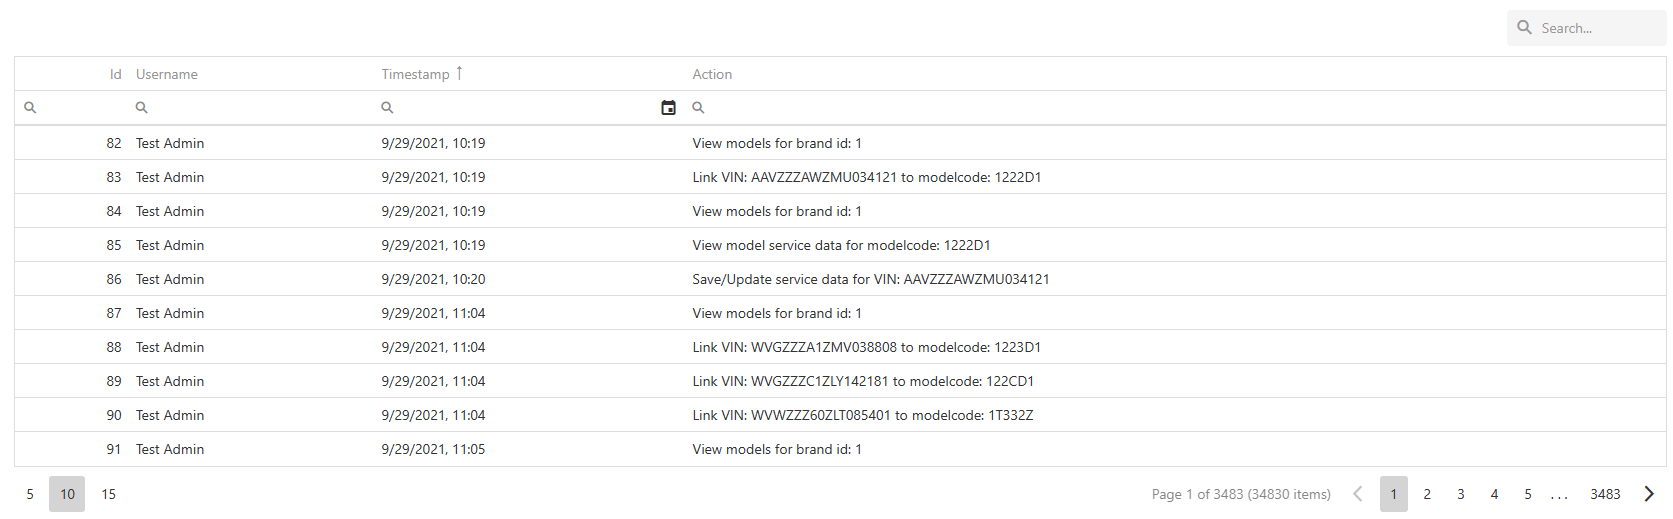 Search...
Id Username Timestamp ↑ Action
82 Test Admin 9/29/2021, 10:19 View models for brand id: 1
83 Test Admin 9/29/2021, 10:19 Link VIN: AAVZZZAWZMU034121 to modelcode: 1222D1
84 Test Admin 9/29/2021, 10:19 View models for brand id: 1
85 Test Admin 9/29/2021, 10:19 View model service data for modelcode: 1222D1
86 Test Admin 9/29/2021, 10:20 Save/Update service data for VIN: AAVZZZAWZMU034121
87 Test Admin 9/29/2021, 11:04 View models for brand id: 1
88 Test Admin 9/29/2021, 11:04 Link VIN: WVGZZZA1ZMV038808 to modelcode: 1223D1
89 Test Admin 9/29/2021, 11:04 Link VIN: WVGZZZC1ZLY142181 to modelcode: 122CD1
90 Test Admin 9/29/2021, 11:04 Link VIN: WVWZZZ60ZLT085401 to modelcode: 1T332Z
91 Test Admin 9/29/2021, 11:05 View models for brand id: 1
5 10 15 Page 1 of 3483 (34830 items) 1 2 3 4 5 ... 3483